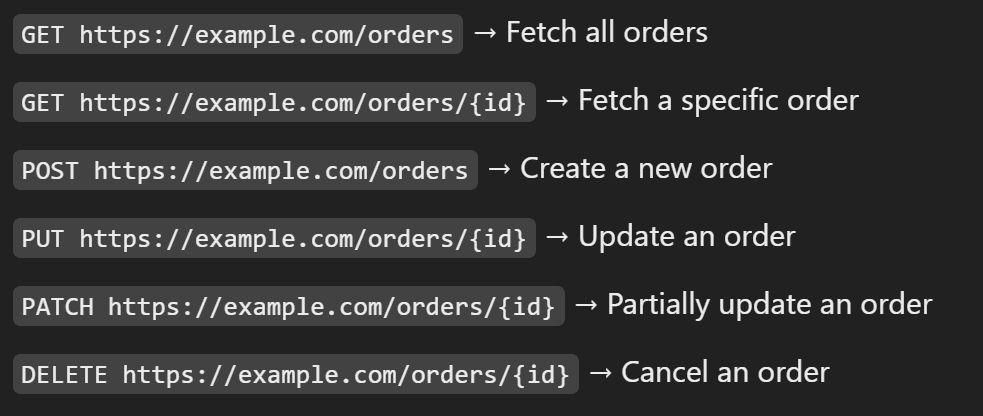 GET https://example.com/orders → Fetch all orders
GET https://example.com/orders/{id} → Fetch a specific order
POST https://example.com/orders → Create a new order
PUT https://example.com/orders/{id} → Update an order
PATCH https://example.com/orders/{id} → Partially update an order
DELETE https://example.com/orders/{id} → Cancel an order